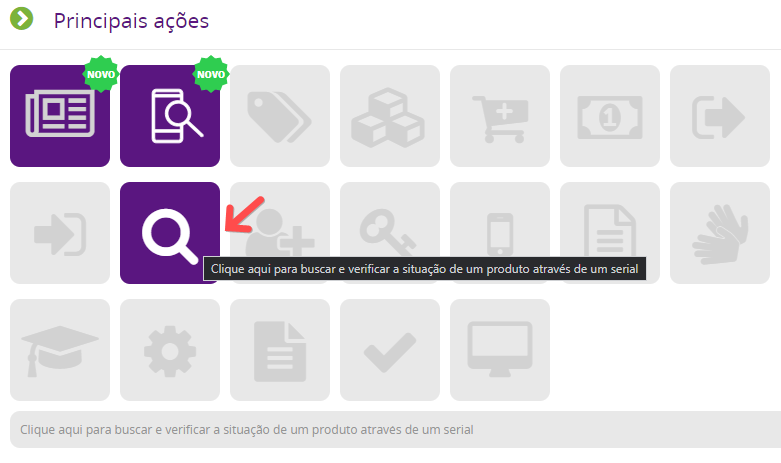 Principais ações
NOVO
NOVO
1
Clique aqui para buscar e verificar a situação de um produto através de um serial
Clique aqui para buscar e verificar a situação de um produto através de um serial